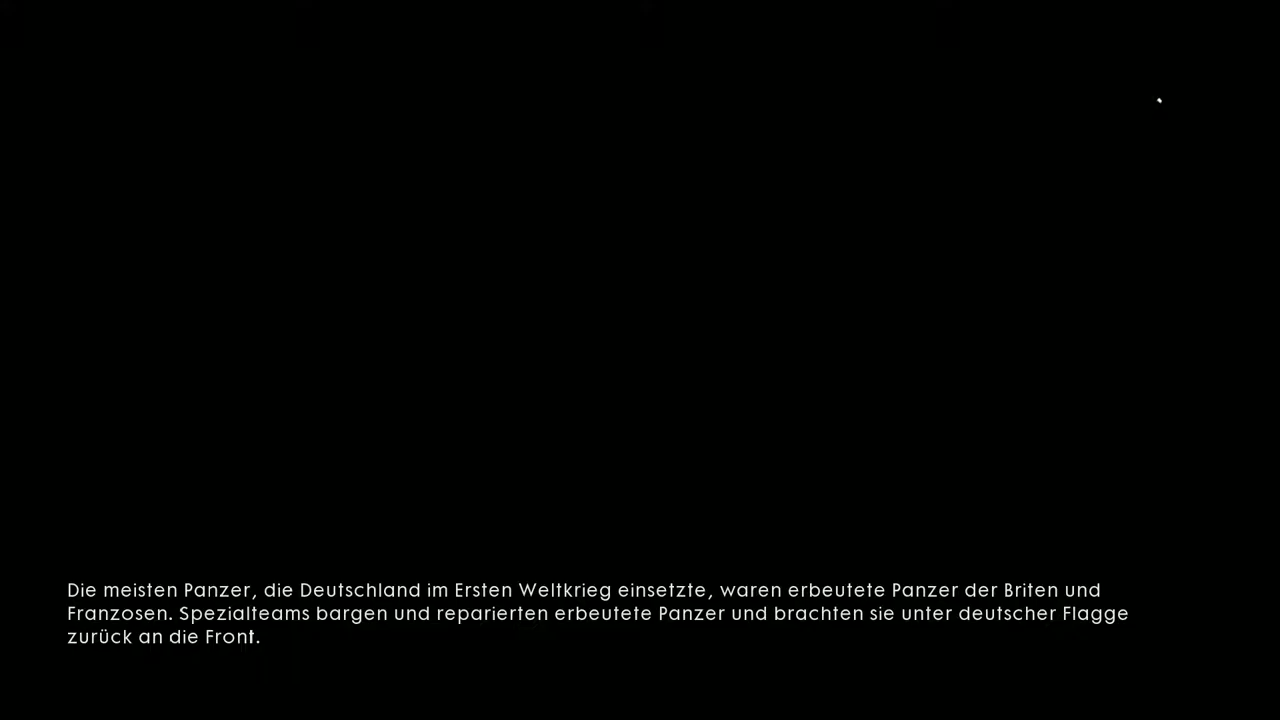 Die meisten Panzer, die Deutschland im Ersten Weltkrieg einsetzte, waren erbeutete Panzer der Briten und
Franzosen. Spezialteams bargen und reparierten erbeutete Panzer und brachten sie unter deutscher Flagge
zurück an die Front.